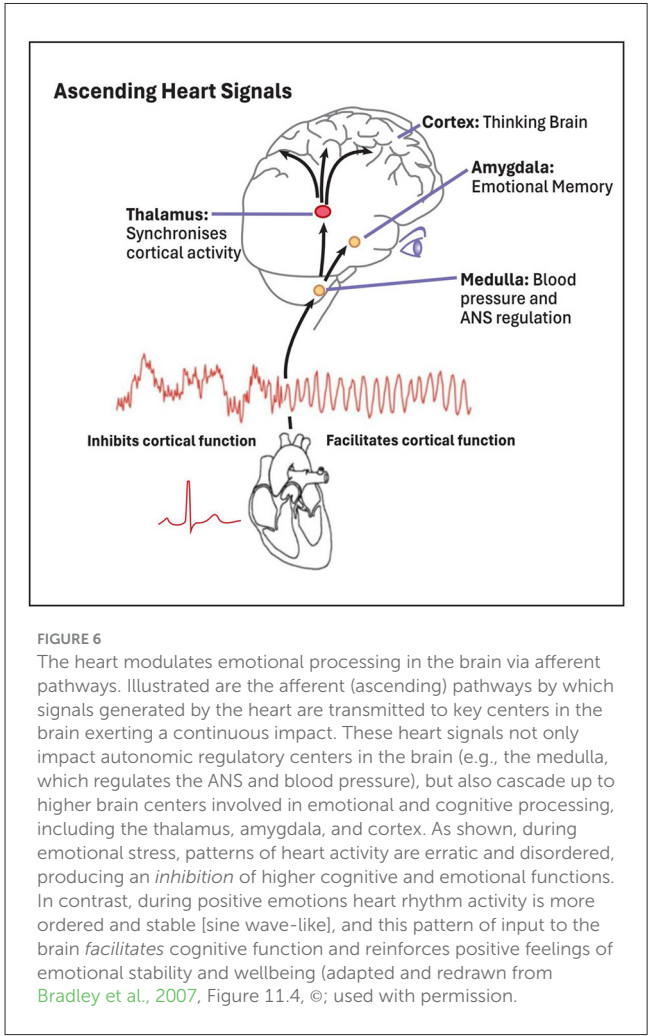 Ascending Heart Signals
Cortex: Thinking Brain
Amygdala:
Emotional Memory
Thalamus:
Synchronises
cortical activity
Medulla: Blood
pressure and
ANS regulation
Inhibits cortical function
Facilitates cortical function
FIGURE 6
The heart modulates emotional processing in the brain via afferent
pathways. Illustrated are the afferent (ascending) pathways by which
signals generated by the heart are transmitted to key centers in the
brain exerting a continuous impact. These heart signals not only
impact autonomic regulatory centers in the brain (e.g., the medulla,
which regulates the ANS and blood pressure), but also cascade up to
higher brain centers involved in emotional and cognitive processing,
including the thalamus, amygdala, and cortex. As shown, during
emotional stress, patterns of heart activity are erratic and disordered,
producing an inhibition of higher cognitive and emotional functions.
In contrast, during positive emotions heart rhythm activity is more
ordered and stable [sine wave-like], and this pattern of input to the
brain facilitates cognitive function and reinforces positive feelings of
emotional stability and wellbeing (adapted and redrawn from
Bradley et al., 2007, Figure 11.4, ©; used with permission.